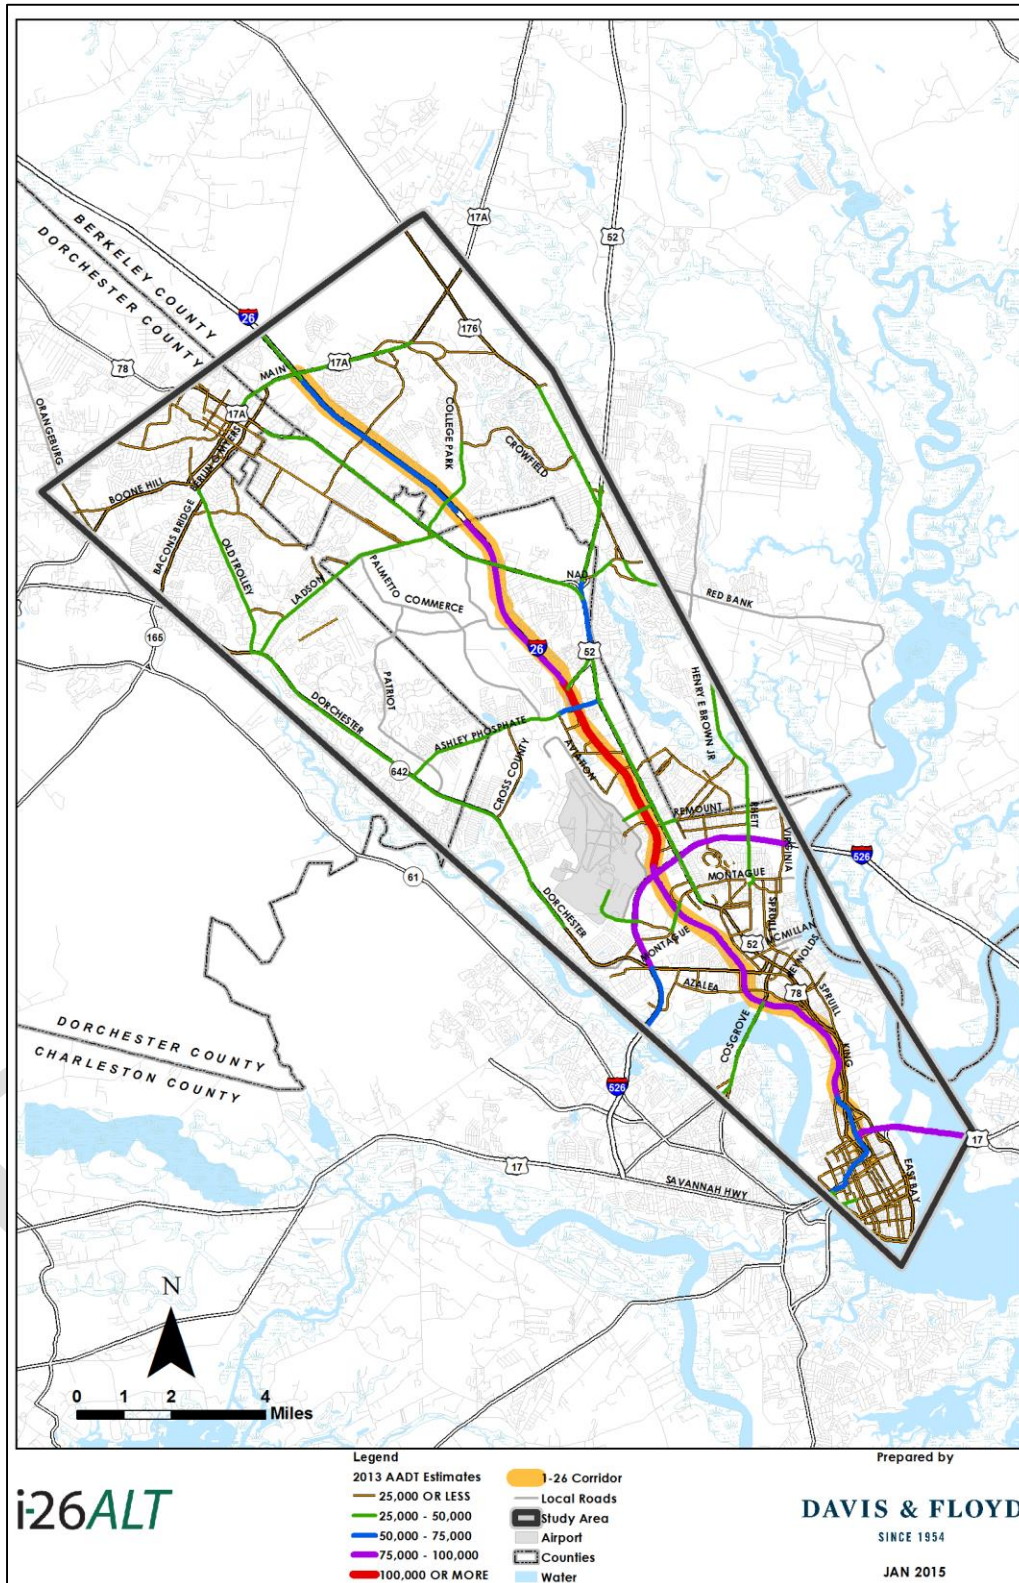 17A
52
BERKELEY COUNTY
DORCHESTER COUNTY
26
176
78
MAIN
17A
ORANGEBURG
17A
COLLEGE PARK
CROWFIELD
BERLIN G MYERS
BOONE HILL
BACONS BRIDGE
OLD TROLLEY
LADSON
PALMETTO
COMMERCE
NAD
RED BANK
165
26
52
PATRIOT
HENRY E BROWN JR
DORCHESTER
ASHLEY PHOSPHATE
642
CROSS COUNTY
AVIATION
REMOUNT
RHETT
VIRGINIA
526
61
MONTAGUE
DORCHESTER
SPRUILL
MONTAGUE
52
MCMILLAN
REYNOLDS
AZALEA
78
SPRUILL
COSGROVE
KING
DORCHESTER COUNTY
CHARLESTON COUNTY
526
17
17
SAVANNAH HWY
EAST BAY
N
0 1 2 4
Miles
i-26ALT
Legend
2013 AADT Estimates
25,000 OR LESS
25,000 - 50,000
50,000 - 75,000
75,000 - 100,000
100,000 OR MORE
I-26 Corridor
Local Roads
Study Area
Airport
Counties
Water
Prepared by
DAVIS & FLOYD
SINCE 1954
JAN 2015